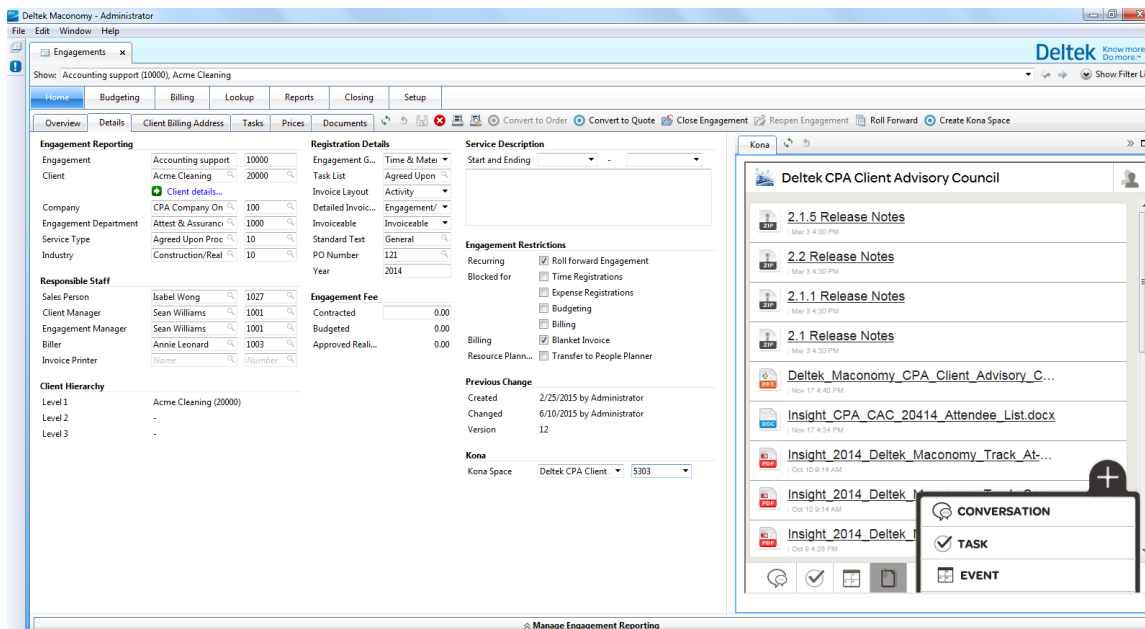 Deltek Maconomy - Administrator
File Edit Window Help
Engagements x
Deltek Know more. Do more.™
Show: Accounting support (10000), Acme Cleaning
Show Filter Li
Home Budgeting Billing Lookup Reports Closing Setup
Overview Details Client Billing Address Tasks Prices Documents Convert to Order Convert to Quote Close Engagement Reopen Engagement Roll Forward Create Kona Space
Engagement Reporting
Engagement Accounting support 10000
Client Acme Cleaning 20000
Client details...
Company CPA Company On 100
Engagement Department Attest & Assuranc 1000
Service Type Agreed Upon Proc 10
Industry Construction/Real 10
Responsible Staff
Sales Person Isabel Wong 1027
Client Manager Sean Williams 1001
Engagement Manager Sean Williams 1001
Biller Annie Leonard 1003
Invoice Printer Name Number
Client Hierarchy
Level 1 Acme Cleaning (20000)
Level 2 -
Level 3 -
Registration Details
Engagement G... Time & Mater
Task List Agreed Upon
Invoice Layout Activity
Detailed Invoic... Engagement/
Invoiceable Invoiceable
Standard Text General
PO Number 121
Year 2014
Engagement Fee
Contracted 0.00
Budgeted 0.00
Approved Reali... 0.00
Service Description
Start and Ending -
Engagement Restrictions
Recurring Roll forward Engagement
Blocked for Time Registrations
Expense Registrations
Budgeting
Billing
Billing Blanket Invoice
Resource Plann... Transfer to People Planner
Previous Change
Created 2/25/2015 by Administrator
Changed 6/10/2015 by Administrator
Version 12
Kona
Kona Space Deltek CPA Client . 5303
Kona
Deltek CPA Client Advisory Council
ZIP 2.1.5 Release Notes
Mar 3 4:30 PM
ZIP 2.2 Release Notes
Mar 3 4:30 PM
ZIP 2.1.1 Release Notes
Mar 3 4:30 PM
ZIP 2.1 Release Notes
Mar 3 4:30 PM
PPT Deltek_Maconomy_CPA_Client_Advisory_C...
Nov 17 4:40 PM
DOC Insight_CPA_CAC_20414_Attendee_List.docx
Nov 17 4:34 PM
PDF Insight_2014_Deltek_Maconomy_Track_At-...
Oct 10 9:14 AM
PDF Insight_2014_Deltek_
Oct 10 9:14 AM
PDF Insight_2014_Deltek_
Oct 9 4:28 PM
CONVERSATION
TASK
EVENT
Manage Engagement Reporting